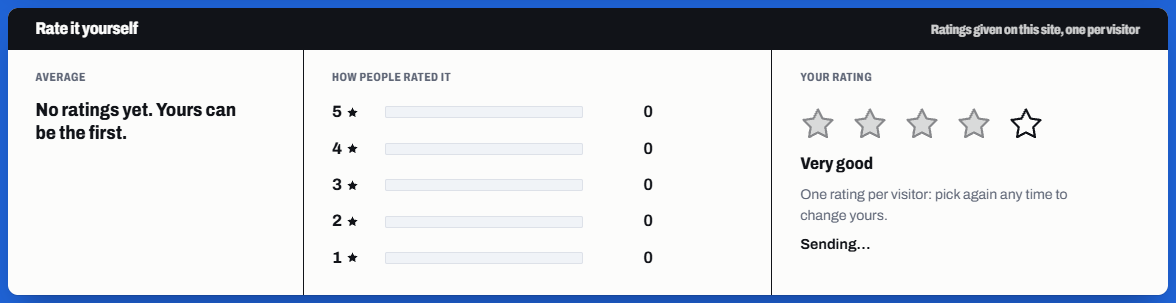 Rate it yourself
Ratings given on this site, one per visitor
AVERAGE
No ratings yet. Yours can
be the first.
HOW PEOPLE RATED IT
5 ★ 0
4 ★ 0
3 ★ 0
2 ★ 0
1 ★ 0
YOUR RATING
Very good
One rating per visitor: pick again any time to
change yours.
Sending...